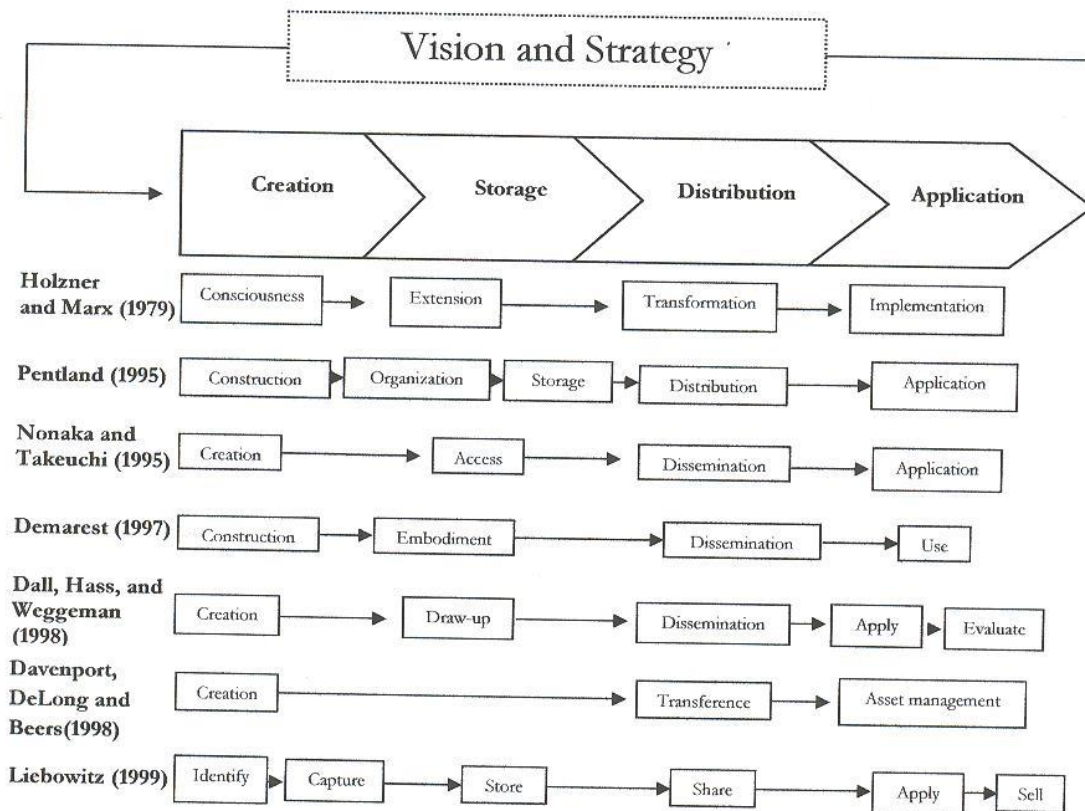 Vision and Strategy
Creation Storage Distribution Application
Holzner
and Marx (1979)
Consciousness Extension Transformation Implementation
Pentland (1995)
Construction Organization Storage Distribution Application
Nonaka and
Takeuchi (1995)
Creation Access Dissemination Application
Demarest (1997)
Construction Embodiment Dissemination Use
Dall, Hass, and
Weggeman
(1998)
Creation Draw-up Dissemination Apply Evaluate
Davenport,
DeLong and
Beers(1998)
Creation Transference Asset management
Liebowitz (1999)
Identify Capture Store Share Apply Sell